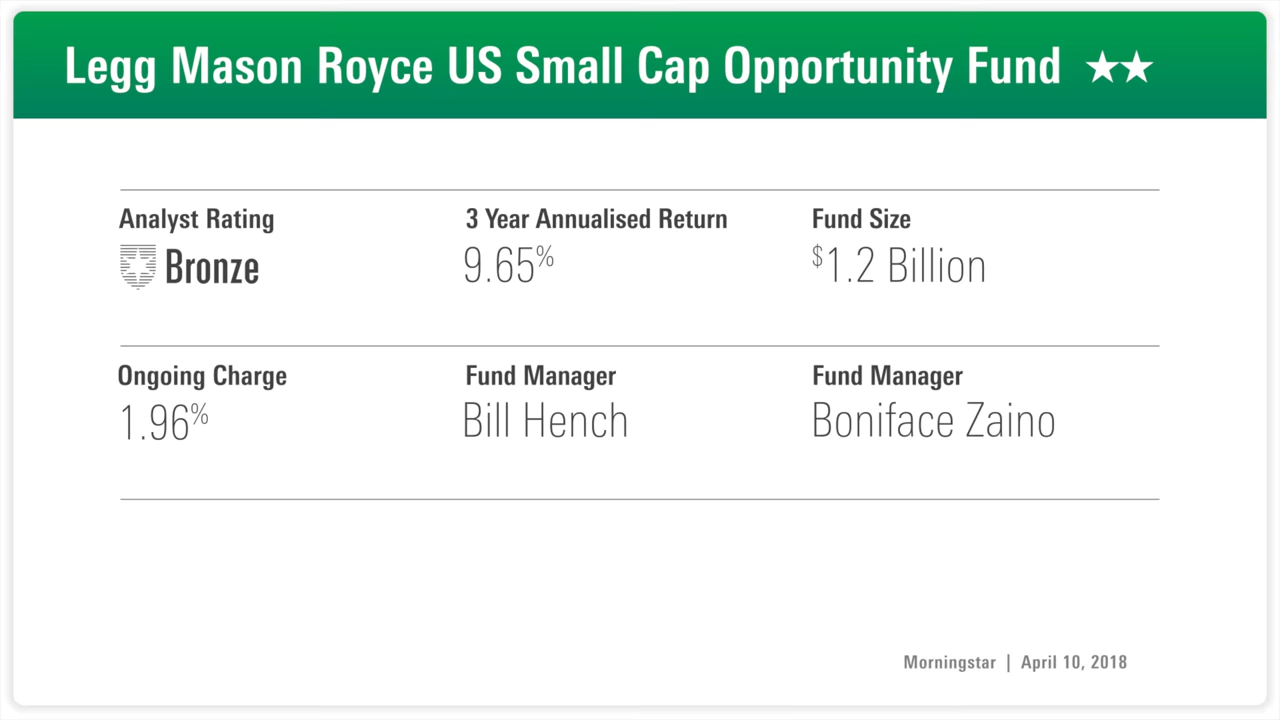 Legg Mason Royce US Small Cap Opportunity Fund ★★
Analyst Rating
Bronze
3 Year Annualised Return
9.65%
Fund Size
$1.2 Billion
Ongoing Charge
1.96%
Fund Manager
Bill Hench
Fund Manager
Boniface Zaino
Morningstar | April 10, 2018